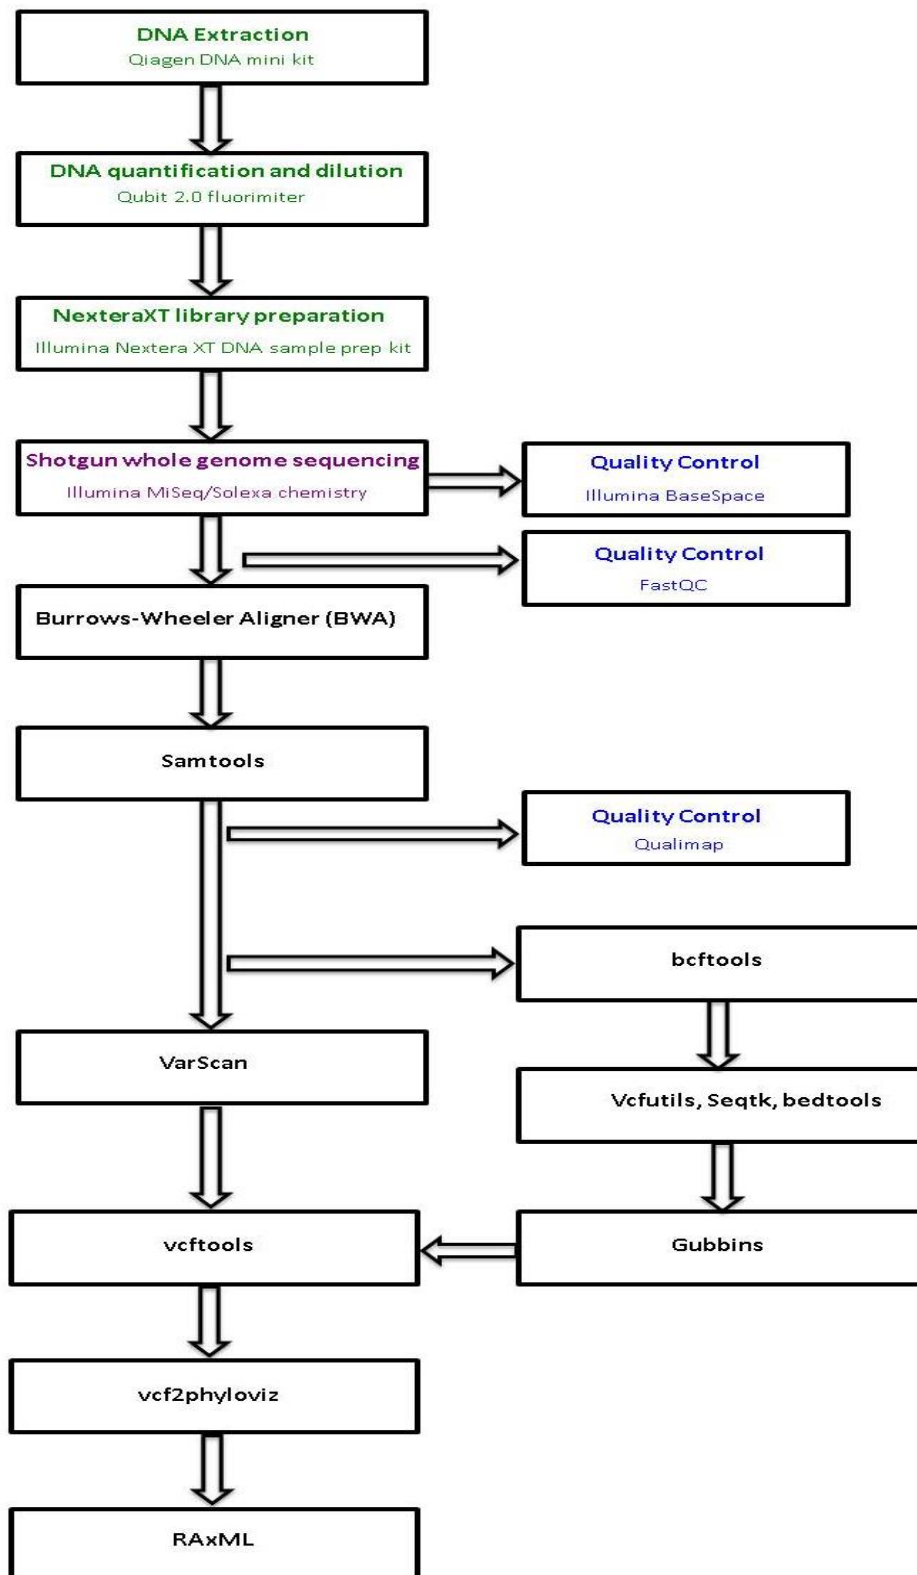 DNA Extraction
Qiagen DNA mini kit
DNA quantification and dilution
Qubit 2.0 fluorimiter
NexteraXT library preparation
Illumina Nextera XT DNA sample prep kit
Shotgun whole genome sequencing
Illumina MiSeq/Solexa chemistry
Quality Control
Illumina BaseSpace
Quality Control
FastQC
Burrows-Wheeler Aligner (BWA)
Samtools
Quality Control
Qualimap
bcftools
VarScan
Vcfutils, Seqtk, bedtools
vcftools
Gubbins
vcf2phyloviz
RAxML